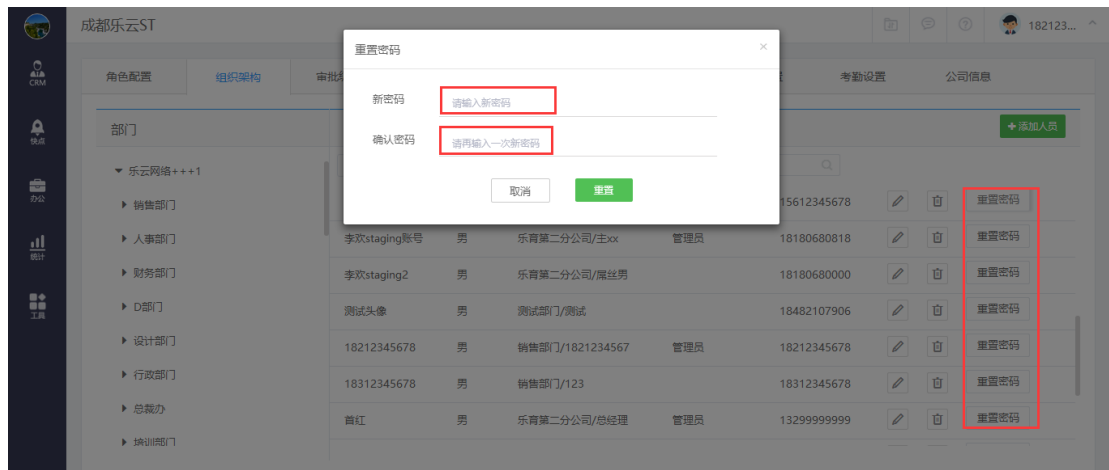 成都乐云ST
182123...
重置密码
×
新密码
请输入新密码
确认密码
请再输入一次新密码
取消
重置
CRM
快点
办公
统计
工具
角色配置
组织架构
考勤设置
公司信息
部门
+添加人员
乐云网络+++1
销售部门
人事部门
财务部门
D部门
设计部门
行政部门
总裁办
培训部门
15612345678
重置密码
李欢staging账号 男 乐育第二分公司/主xx 管理员 18180680818 重置密码
李欢staging2 男 乐育第二分公司/屌丝男 18180680000 重置密码
测试头像 男 测试部门/测试 18482107906 重置密码
18212345678 男 销售部门/1821234567 管理员 18212345678 重置密码
18312345678 男 销售部门/123 18312345678 重置密码
首红 男 乐育第二分公司/总经理 管理员 13299999999 重置密码